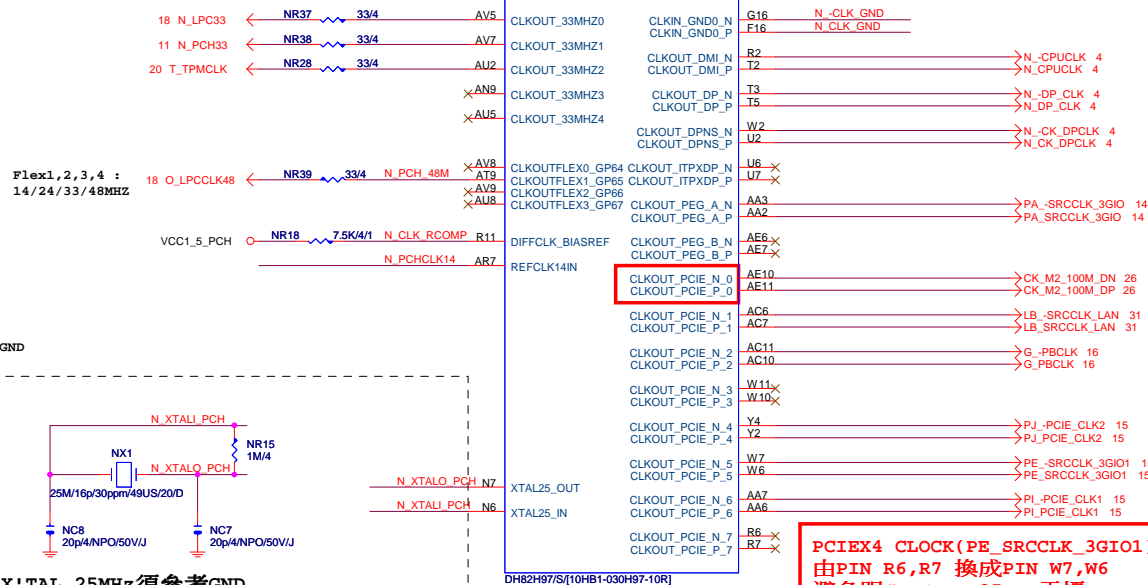 18 N_LPC33 NR37 33/4 AV5 CLKOUT_33MHZ0
11 N_PCH33 NR38 33/4 AV7 CLKOUT_33MHZ1
20 T_TPMCLK NR28 33/4 AU2 CLKOUT_33MHZ2
AN9 CLKOUT_33MHZ3
AU5 CLKOUT_33MHZ4
Flex1,2,3,4 :
14/24/33/48MHZ
AV8 CLKOUTFLEX0_GP64
18 O_LPCCLK48 NR39 33/4 N_PCH_48M AT9 CLKOUTFLEX1_GP65
AV9 CLKOUTFLEX2_GP66
AU8 CLKOUTFLEX3_GP67
VCC1_5_PCH NR18 7.5K/4/1 N_CLK_RCOMP R11 DIFFCLK_BIASREF
N_PCHCLK14 AR7 REFCLK14IN
GND
N_XTALI_PCH
NR15
1M/4
NX1
N_XTALO_PCH
25M/16p/30ppm/49US/20/D
NC8
20p/4/NPO/50V/J
NC7
20p/4/NPO/50V/J
N_XTALO_PCH N7 XTAL25_OUT
N_XTALI_PCH N6 XTAL25_IN
CLKIN_GND0_N G16 N_-CLK_GND
CLKIN_GND0_P F16 N_CLK_GND
CLKOUT_DMI_N R2 N_-CPUCLK 4
CLKOUT_DMI_P T2 N_CPUCLK 4
CLKOUT_DP_N T3 N_-DP_CLK 4
CLKOUT_DP_P T5 N_DP_CLK 4
CLKOUT_DPNS_N W2 N_-CK_DPCLK 4
CLKOUT_DPNS_P U2 N_CK_DPCLK 4
CLKOUT_ITPXDP_N U6
CLKOUT_ITPXDP_P U7
CLKOUT_PEG_A_N AA3 PA_-SRCCLK_3GIO 14
CLKOUT_PEG_A_P AA2 PA_SRCCLK_3GIO 14
CLKOUT_PEG_B_N AE6
CLKOUT_PEG_B_P AE7
CLKOUT_PCIE_N_0 AE10 CK_M2_100M_DN 26
CLKOUT_PCIE_P_0 AE11 CK_M2_100M_DP 26
CLKOUT_PCIE_N_1 AC6 LB_-SRCCLK_LAN 31
CLKOUT_PCIE_P_1 AC7 LB_SRCCLK_LAN 31
CLKOUT_PCIE_N_2 AC11 G_-PBCLK 16
CLKOUT_PCIE_P_2 AC10 G_PBCLK 16
CLKOUT_PCIE_N_3 W11
CLKOUT_PCIE_P_3 W10
CLKOUT_PCIE_N_4 Y4 PJ_-PCIE_CLK2 15
CLKOUT_PCIE_P_4 Y2 PJ_PCIE_CLK2 15
CLKOUT_PCIE_N_5 W7 PE_-SRCCLK_3GIO1
CLKOUT_PCIE_P_5 W6 PE_SRCCLK_3GIO1 15
CLKOUT_PCIE_N_6 AA7 PI_-PCIE_CLK1 15
CLKOUT_PCIE_P_6 AA6 PI_PCIE_CLK1 15
CLKOUT_PCIE_N_7 R6
CLKOUT_PCIE_P_7 R7
DH82H97/S/[10HB1-030H97-10R]
PCIEX4 CLOCK(PE_SRCCLK_3GIO1)
由PIN R6,R7 換成PIN W7,W6